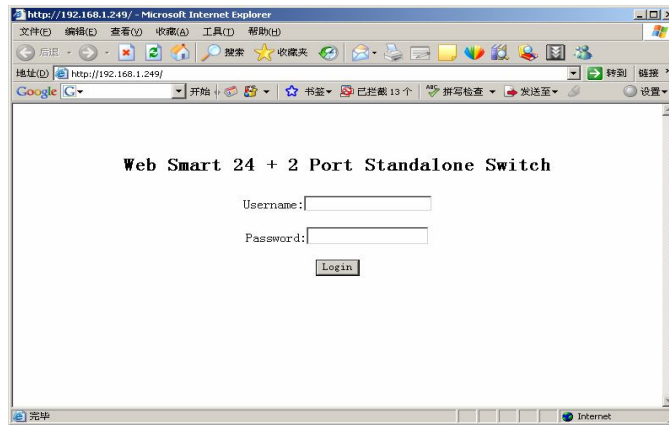 http://192.168.1.249/ - Microsoft Internet Explorer
文件(F) 编辑(E) 查看(V) 收藏(A) 工具(T) 帮助(H)
后退 搜索 收藏夹
地址(D) http://192.168.1.249/ 转到 链接
Google G 开始 书签 已拦截 13 个 ABC 拼写检查 发送至 设置
Web Smart 24 + 2 Port Standalone Switch
Username:
Password:
Login
完毕 Internet